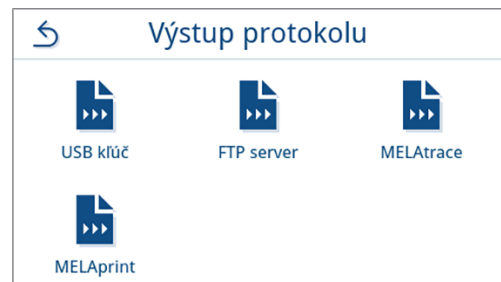 Výstup protokolu
USB kľúč
FTP server
MELAtrace
MELAprint